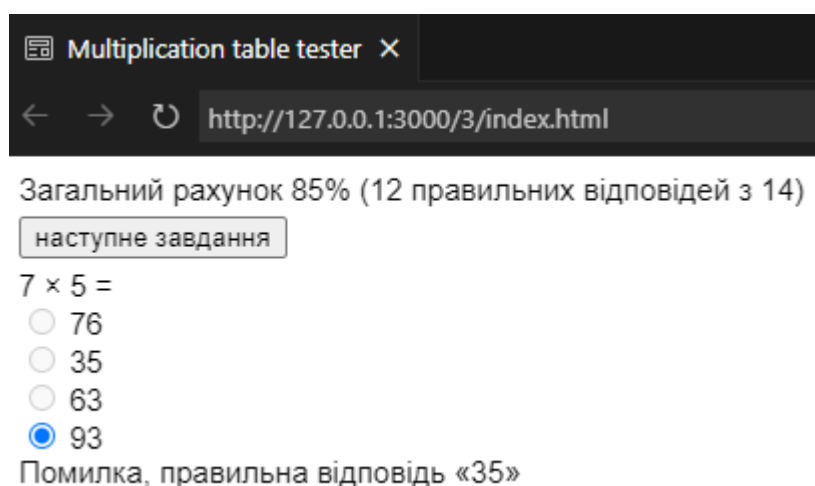 Multiplication table tester
http://127.0.0.1:3000/3/index.html
Загальний рахунок 85% (12 правильних відповідей з 14)
наступне завдання
7 × 5 =
76
35
63
93
Помилка, правильна відповідь «35»